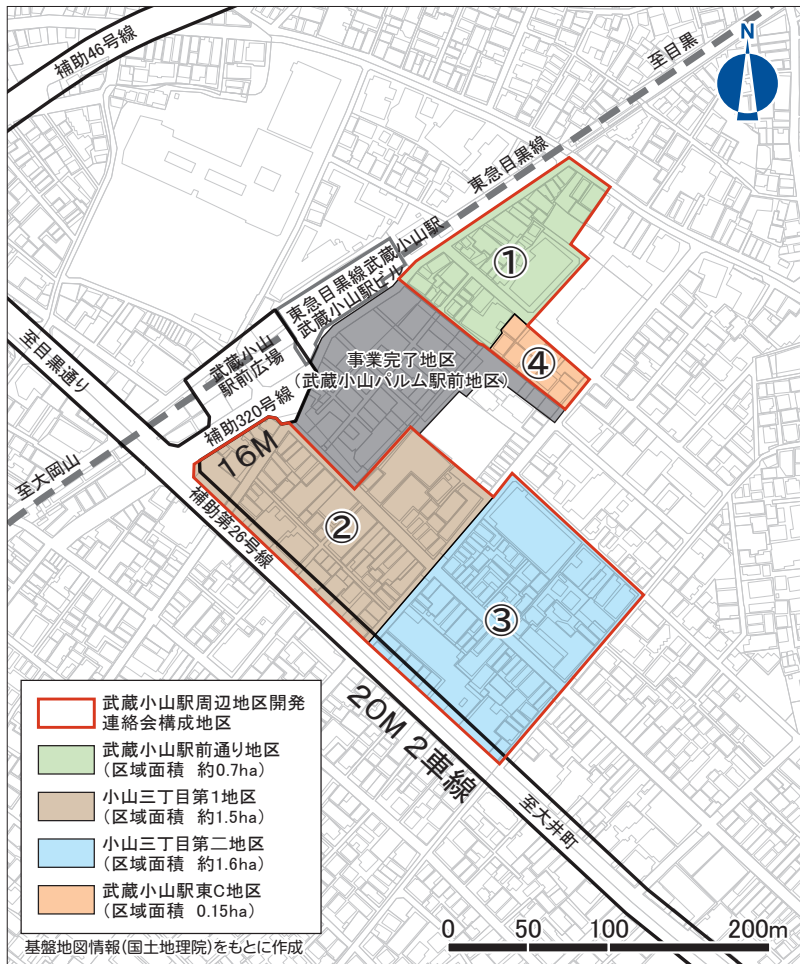 補助46号線
N
至目黒
東急目黒線
東急目黒線武蔵小山駅
武蔵小山駅ビル
①
至目黒通り
武蔵小山
駅前広場
事業完了地区
(武蔵小山パルム駅前地区)
④
補助320号線
16M
至大岡山
補助第26号線
②
③
20M 2車線
至大井町
武蔵小山駅周辺地区開発
連絡会構成地区
武蔵小山駅前通り地区
(区域面積 約0.7ha)
小山三丁目第1地区
(区域面積 約1.5ha)
小山三丁目第二地区
(区域面積 約1.6ha)
武蔵小山駅東C地区
(区域面積 0.15ha)
基盤地図情報(国土地理院)をもとに作成
0 50 100 200m